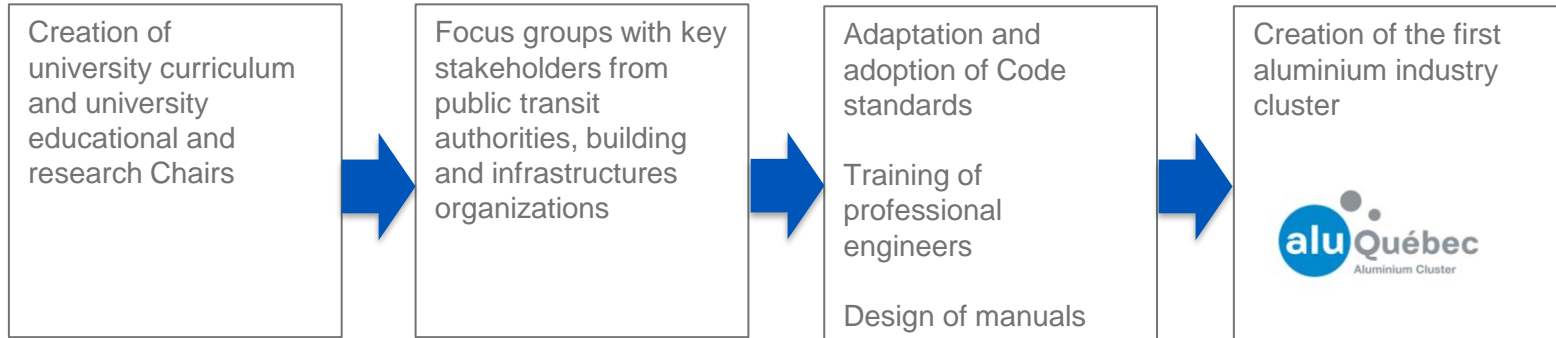 Creation of
university curriculum
and university
educational and
research Chairs
Focus groups with key
stakeholders from
public transit
authorities, building
and infrastructures
organizations
Adaptation and
adoption of Code
standards
Training of
professional
engineers
Design of manuals
Creation of the first
aluminium industry
cluster
alu Québec
Aluminium Cluster